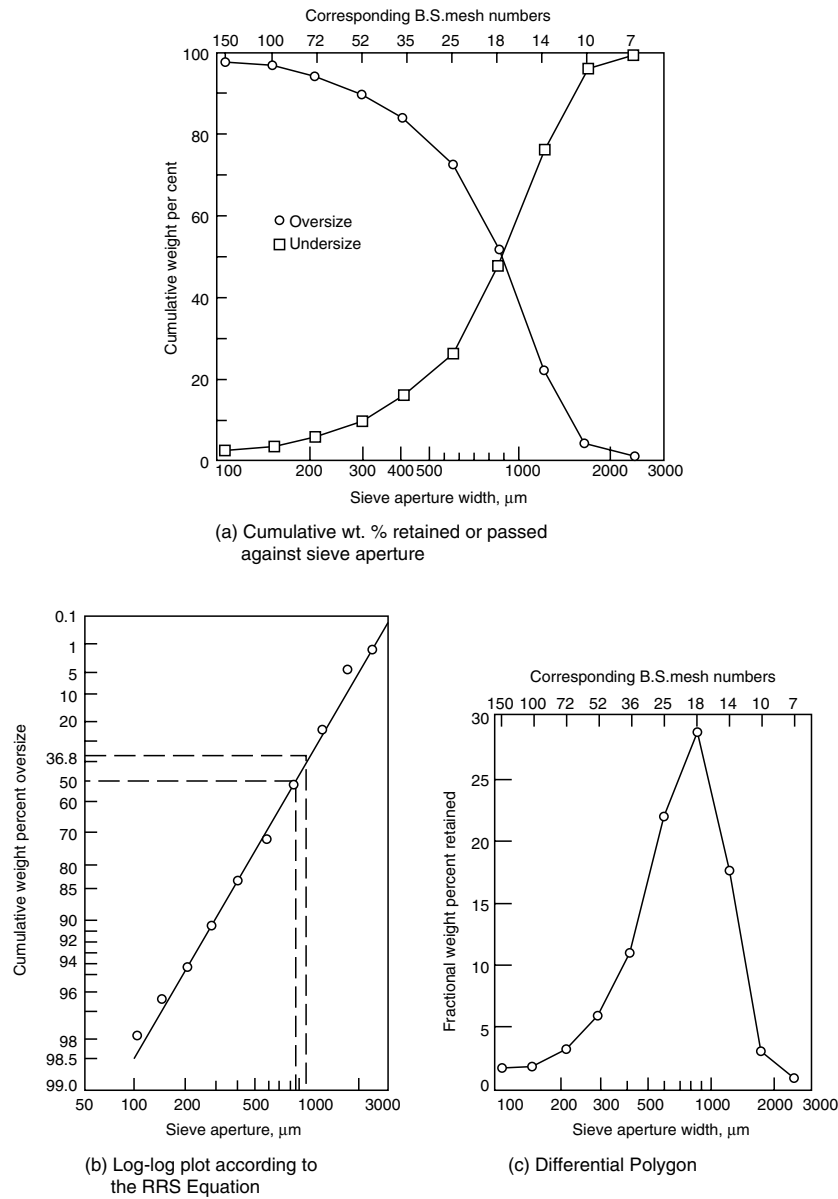 Corresponding B.S.mesh numbers
150 100 72 52 35 25 18 14 10 7
100
80
60
40
20
0
Cumulative weight per cent
Oversize
Undersize
100 200 300 400 500 1000 2000 3000
Sieve aperture width, μm
(a) Cumulative wt. % retained or passed
against sieve aperture
0.1
1
5
10
20
36.8
50
60
70
80
85
90
92
94
96
98
98.5
99.0
Cumulative weight percent oversize
50 100 200 500 1000 3000
Sieve aperture, μm
(b) Log-log plot according to
the RRS Equation
Corresponding B.S.mesh numbers
150 100 72 52 36 25 18 14 10 7
30
25
20
15
10
5
0
Fractional weight percent retained
100 200 300 500 1000 2000 3000
Sieve aperture width, μm
(c) Differential Polygon